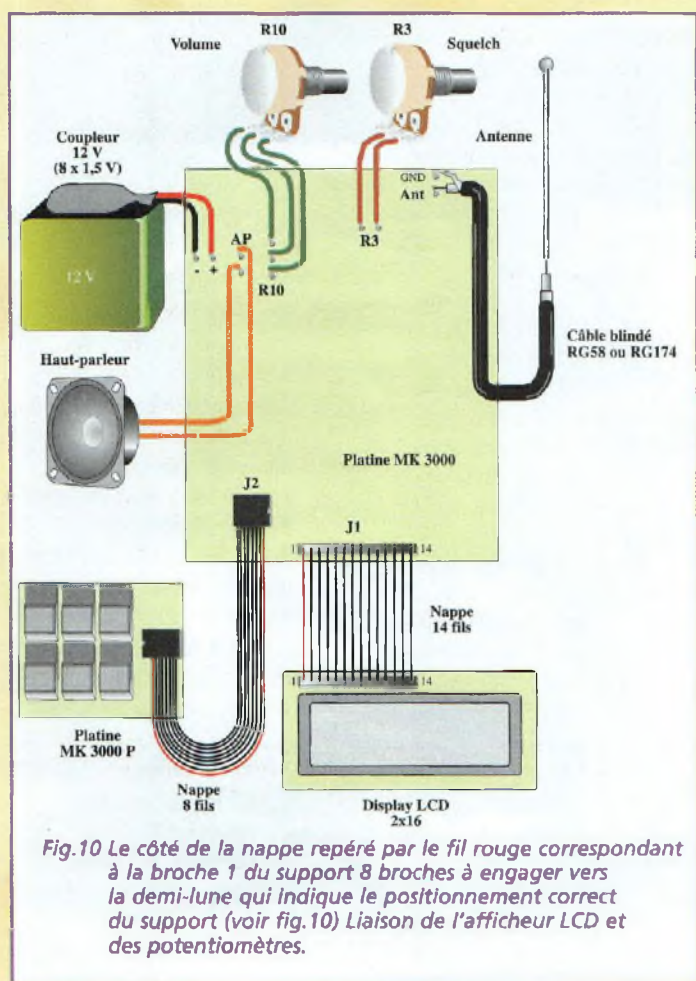 R10
R3
Volume
Squelch
Coupleur
12 V
(8 x 1,5 V)
Antenne
GND
Ant
AP
R3
- +
R10
12 V
Câble blindé
RG58 ou RG174
Haut-parleur
Platine MK 3000
J2
J1
1
14
Nappe
14 fils
1
14
Platine
MK 3000 P
Nappe
8 fils
Display LCD
2x16
Fig.10 Le côté de la nappe repéré par le fil rouge correspondant
à la broche 1 du support 8 broches à engager vers
la demi-lune qui indique le positionnement correct
du support (voir fig.10) Liaison de l'afficheur LCD et
des potentiomètres.